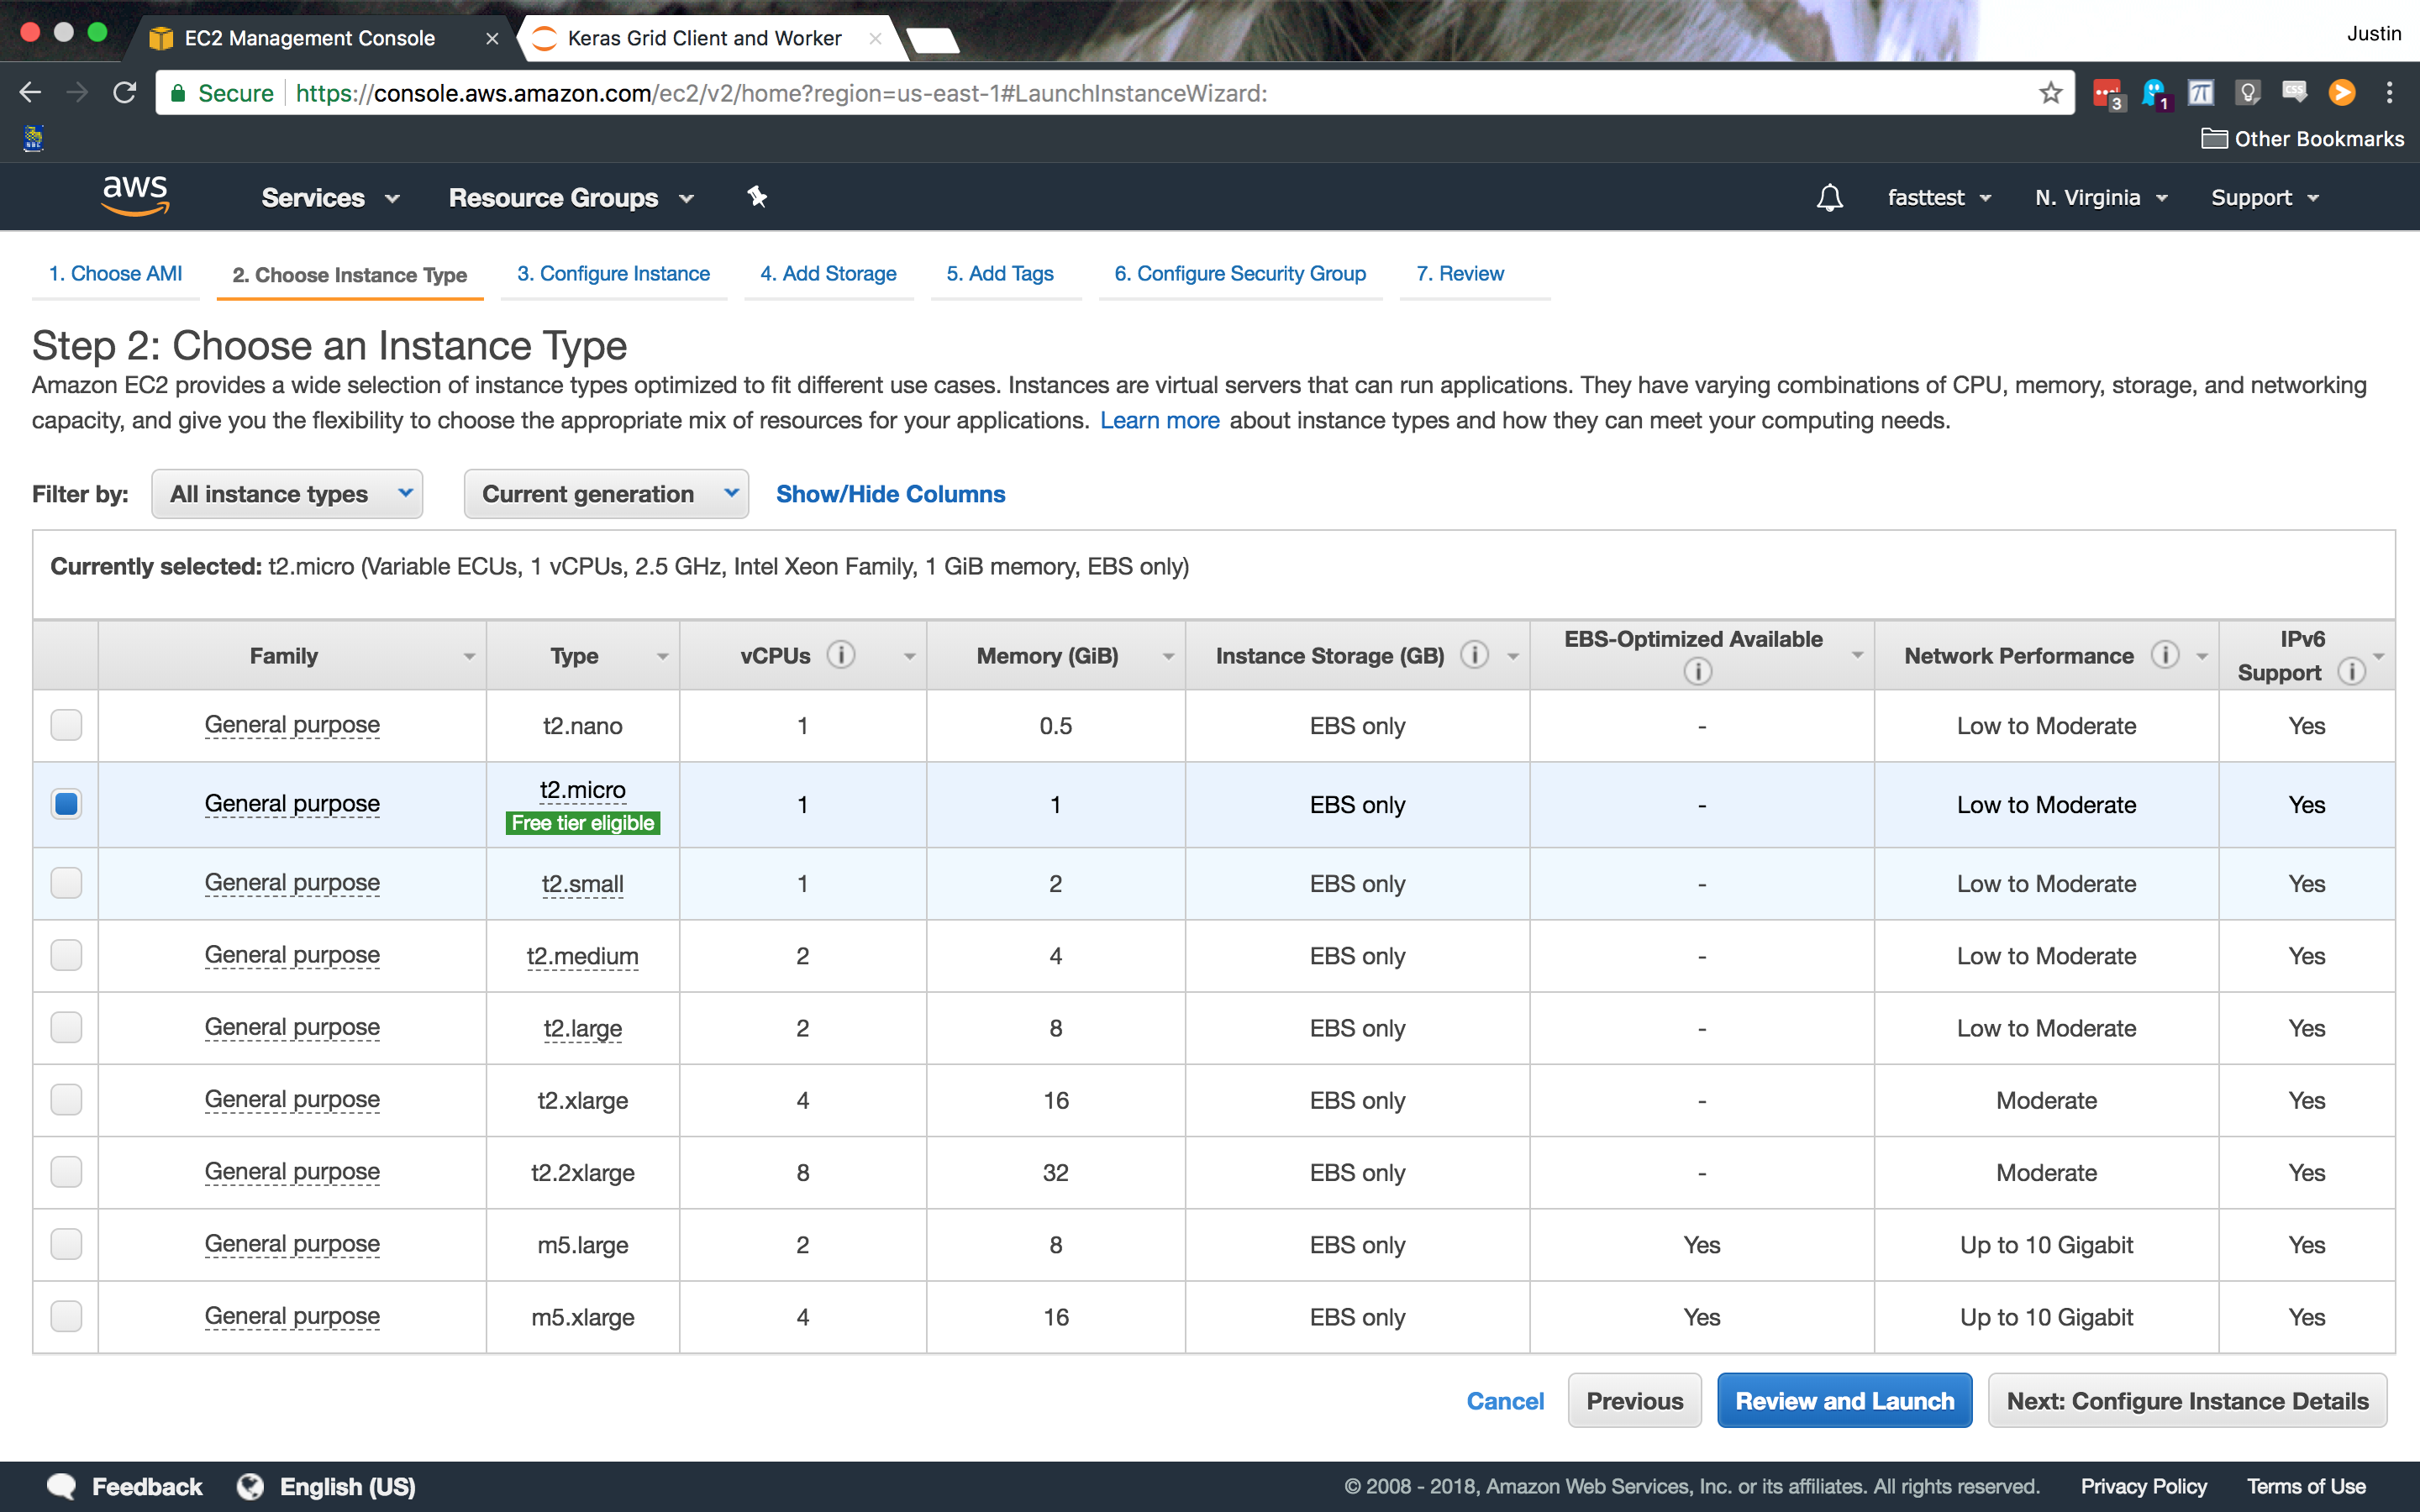 EC2 Management Console
Keras Grid Client and Worker
Justin
Secure
https://console.aws.amazon.com/ec2/v2/home?region=us-east-1#LaunchInstanceWizard:
3
1
π
CSS
Other Bookmarks
aws
Services
Resource Groups
fasttest
N. Virginia
Support
1. Choose AMI
2. Choose Instance Type
3. Configure Instance
4. Add Storage
5. Add Tags
6. Configure Security Group
7. Review
Step 2: Choose an Instance Type
Amazon EC2 provides a wide selection of instance types optimized to fit different use cases. Instances are virtual servers that can run applications. They have varying combinations of CPU, memory, storage, and networking
capacity, and give you the flexibility to choose the appropriate mix of resources for your applications. Learn more about instance types and how they can meet your computing needs.
Filter by: All instance types Current generation Show/Hide Columns
Currently selected: t2.micro (Variable ECUs, 1 vCPUs, 2.5 GHz, Intel Xeon Family, 1 GiB memory, EBS only)
Family Type vCPUs Memory (GiB) Instance Storage (GB) EBS-Optimized Available Network Performance IPv6 Support
General purpose t2.nano 1 0.5 EBS only - Low to Moderate Yes
General purpose t2.micro Free tier eligible 1 1 EBS only - Low to Moderate Yes
General purpose t2.small 1 2 EBS only - Low to Moderate Yes
General purpose t2.medium 2 4 EBS only - Low to Moderate Yes
General purpose t2.large 2 8 EBS only - Low to Moderate Yes
General purpose t2.xlarge 4 16 EBS only - Moderate Yes
General purpose t2.2xlarge 8 32 EBS only - Moderate Yes
General purpose m5.large 2 8 EBS only Yes Up to 10 Gigabit Yes
General purpose m5.xlarge 4 16 EBS only Yes Up to 10 Gigabit Yes
Cancel Previous Review and Launch Next: Configure Instance Details
Feedback English (US) © 2008 - 2018, Amazon Web Services, Inc. or its affiliates. All rights reserved. Privacy Policy Terms of Use